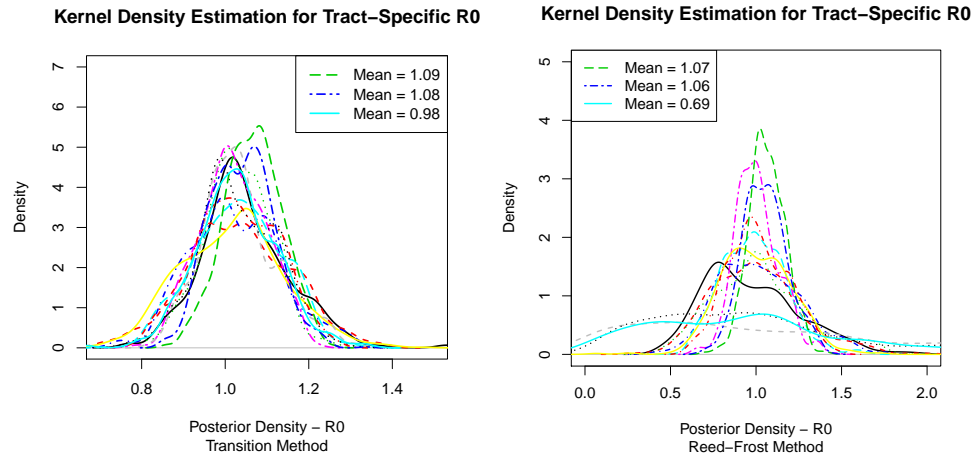 Kernel Density Estimation for Tract−Specific R0
7
6
5
4
3
2
1
0
Density
Mean = 1.09
Mean = 1.08
Mean = 0.98
0.8 1.0 1.2 1.4
Posterior Density − R0
Transition Method
Kernel Density Estimation for Tract−Specific R0
5
4
3
2
1
0
Density
Mean = 1.07
Mean = 1.06
Mean = 0.69
0.0 0.5 1.0 1.5 2.0
Posterior Density − R0
Reed−Frost Method